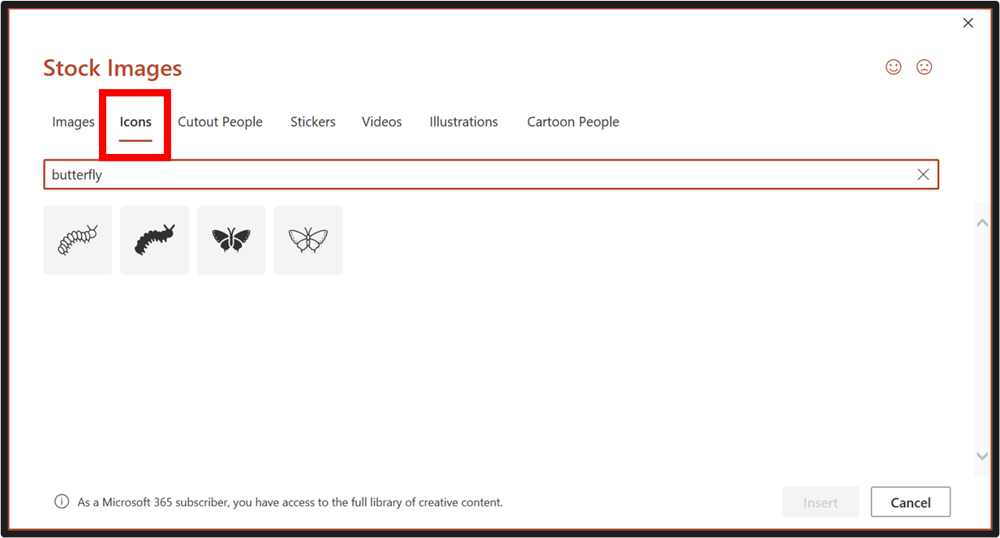 Stock Images
Images Icons Cutout People Stickers Videos Illustrations Cartoon People
butterfly
As a Microsoft 365 subscriber, you have access to the full library of creative content.
Insert Cancel